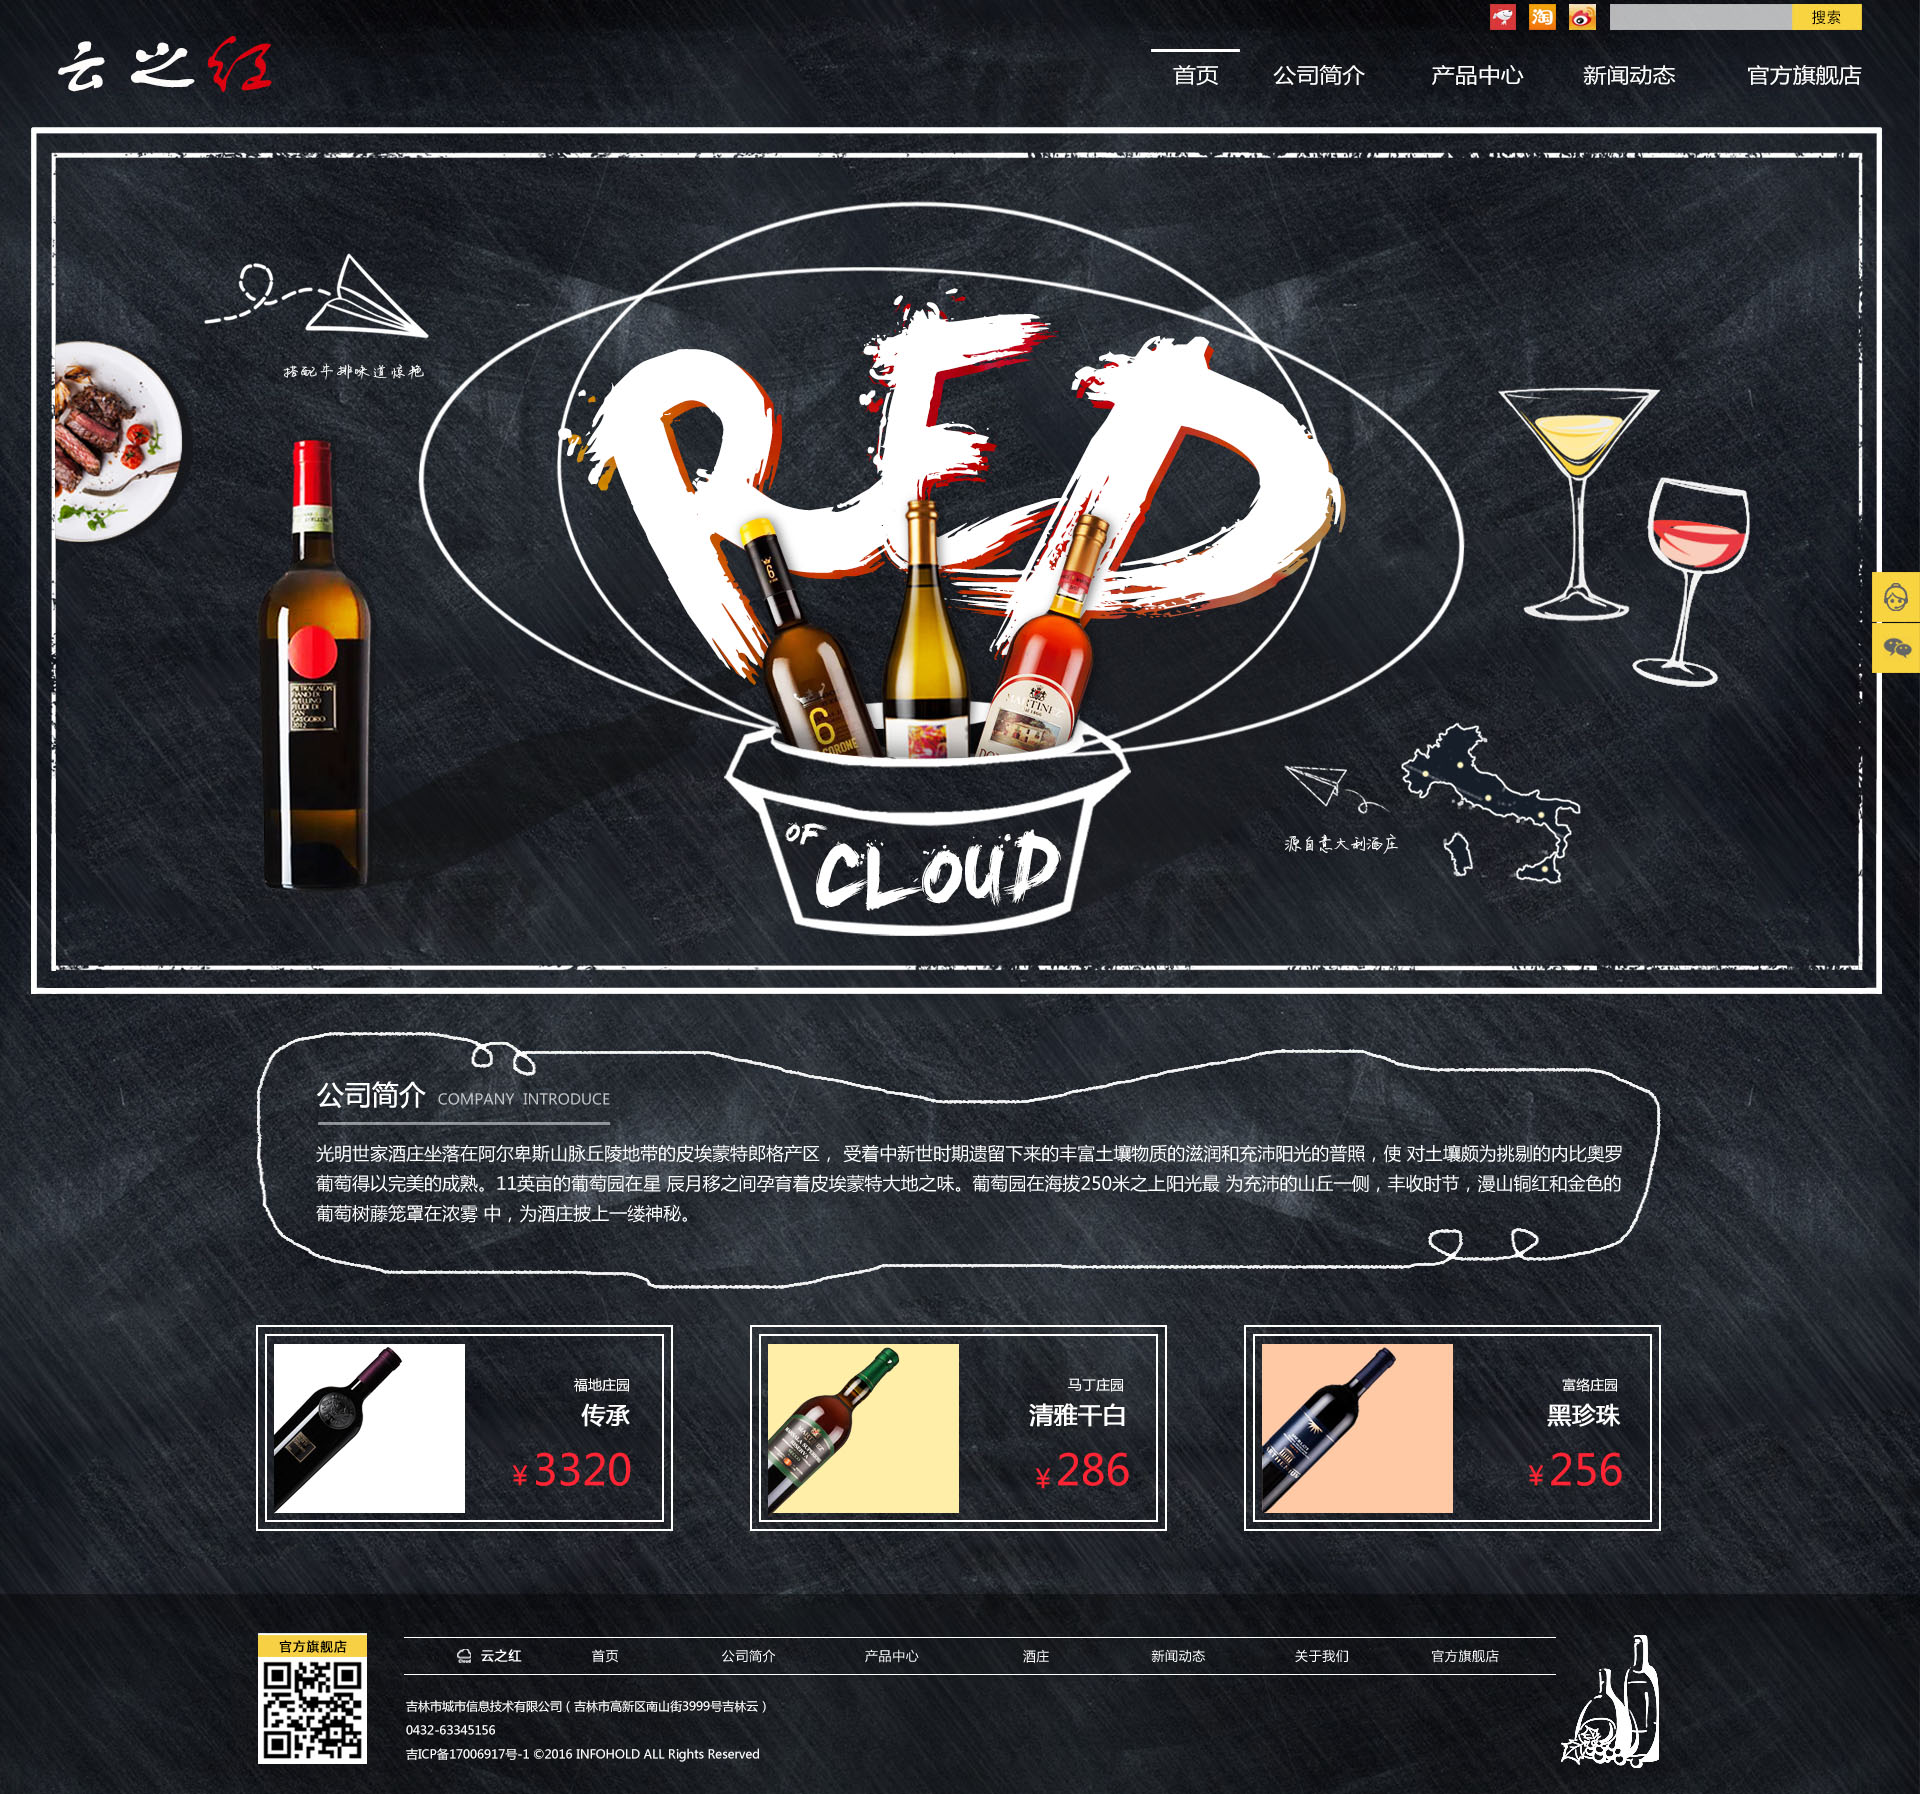 淘
搜索
云之红
首页
公司简介
产品中心
新闻动态
官方旗舰店
搭配牛排味道惊艳
RED
PIETRACALDA
FIANO DI
AVELLINO
FEUDI DI
SAN
GREGORIO
2012
6
CORONE
MARTINEZ
OF
CLOUD
源自意大利酒庄
公司简介 COMPANY INTRODUCE
光明世家酒庄坐落在阿尔卑斯山脉丘陵地带的皮埃蒙特郎格产区， 受着中新世时期遗留下来的丰富土壤物质的滋润和充沛阳光的普照，使 对土壤颇为挑剔的内比奥罗
葡萄得以完美的成熟。11英亩的葡萄园在星 辰月移之间孕育着皮埃蒙特大地之味。葡萄园在海拔250米之上阳光最 为充沛的山丘一侧，丰收时节，漫山铜红和金色的
葡萄树藤笼罩在浓雾 中，为酒庄披上一缕神秘。
福地庄园
传承
¥3320
马丁庄园
清雅干白
¥286
富络庄园
黑珍珠
¥256
官方旗舰店
云之红
首页
公司简介
产品中心
酒庄
新闻动态
关于我们
官方旗舰店
吉林市城市信息技术有限公司（吉林市高新区南山街3999号吉林云）
0432-63345156
吉ICP备17006917号-1 ©2016 INFOHOLD ALL Rights Reserved